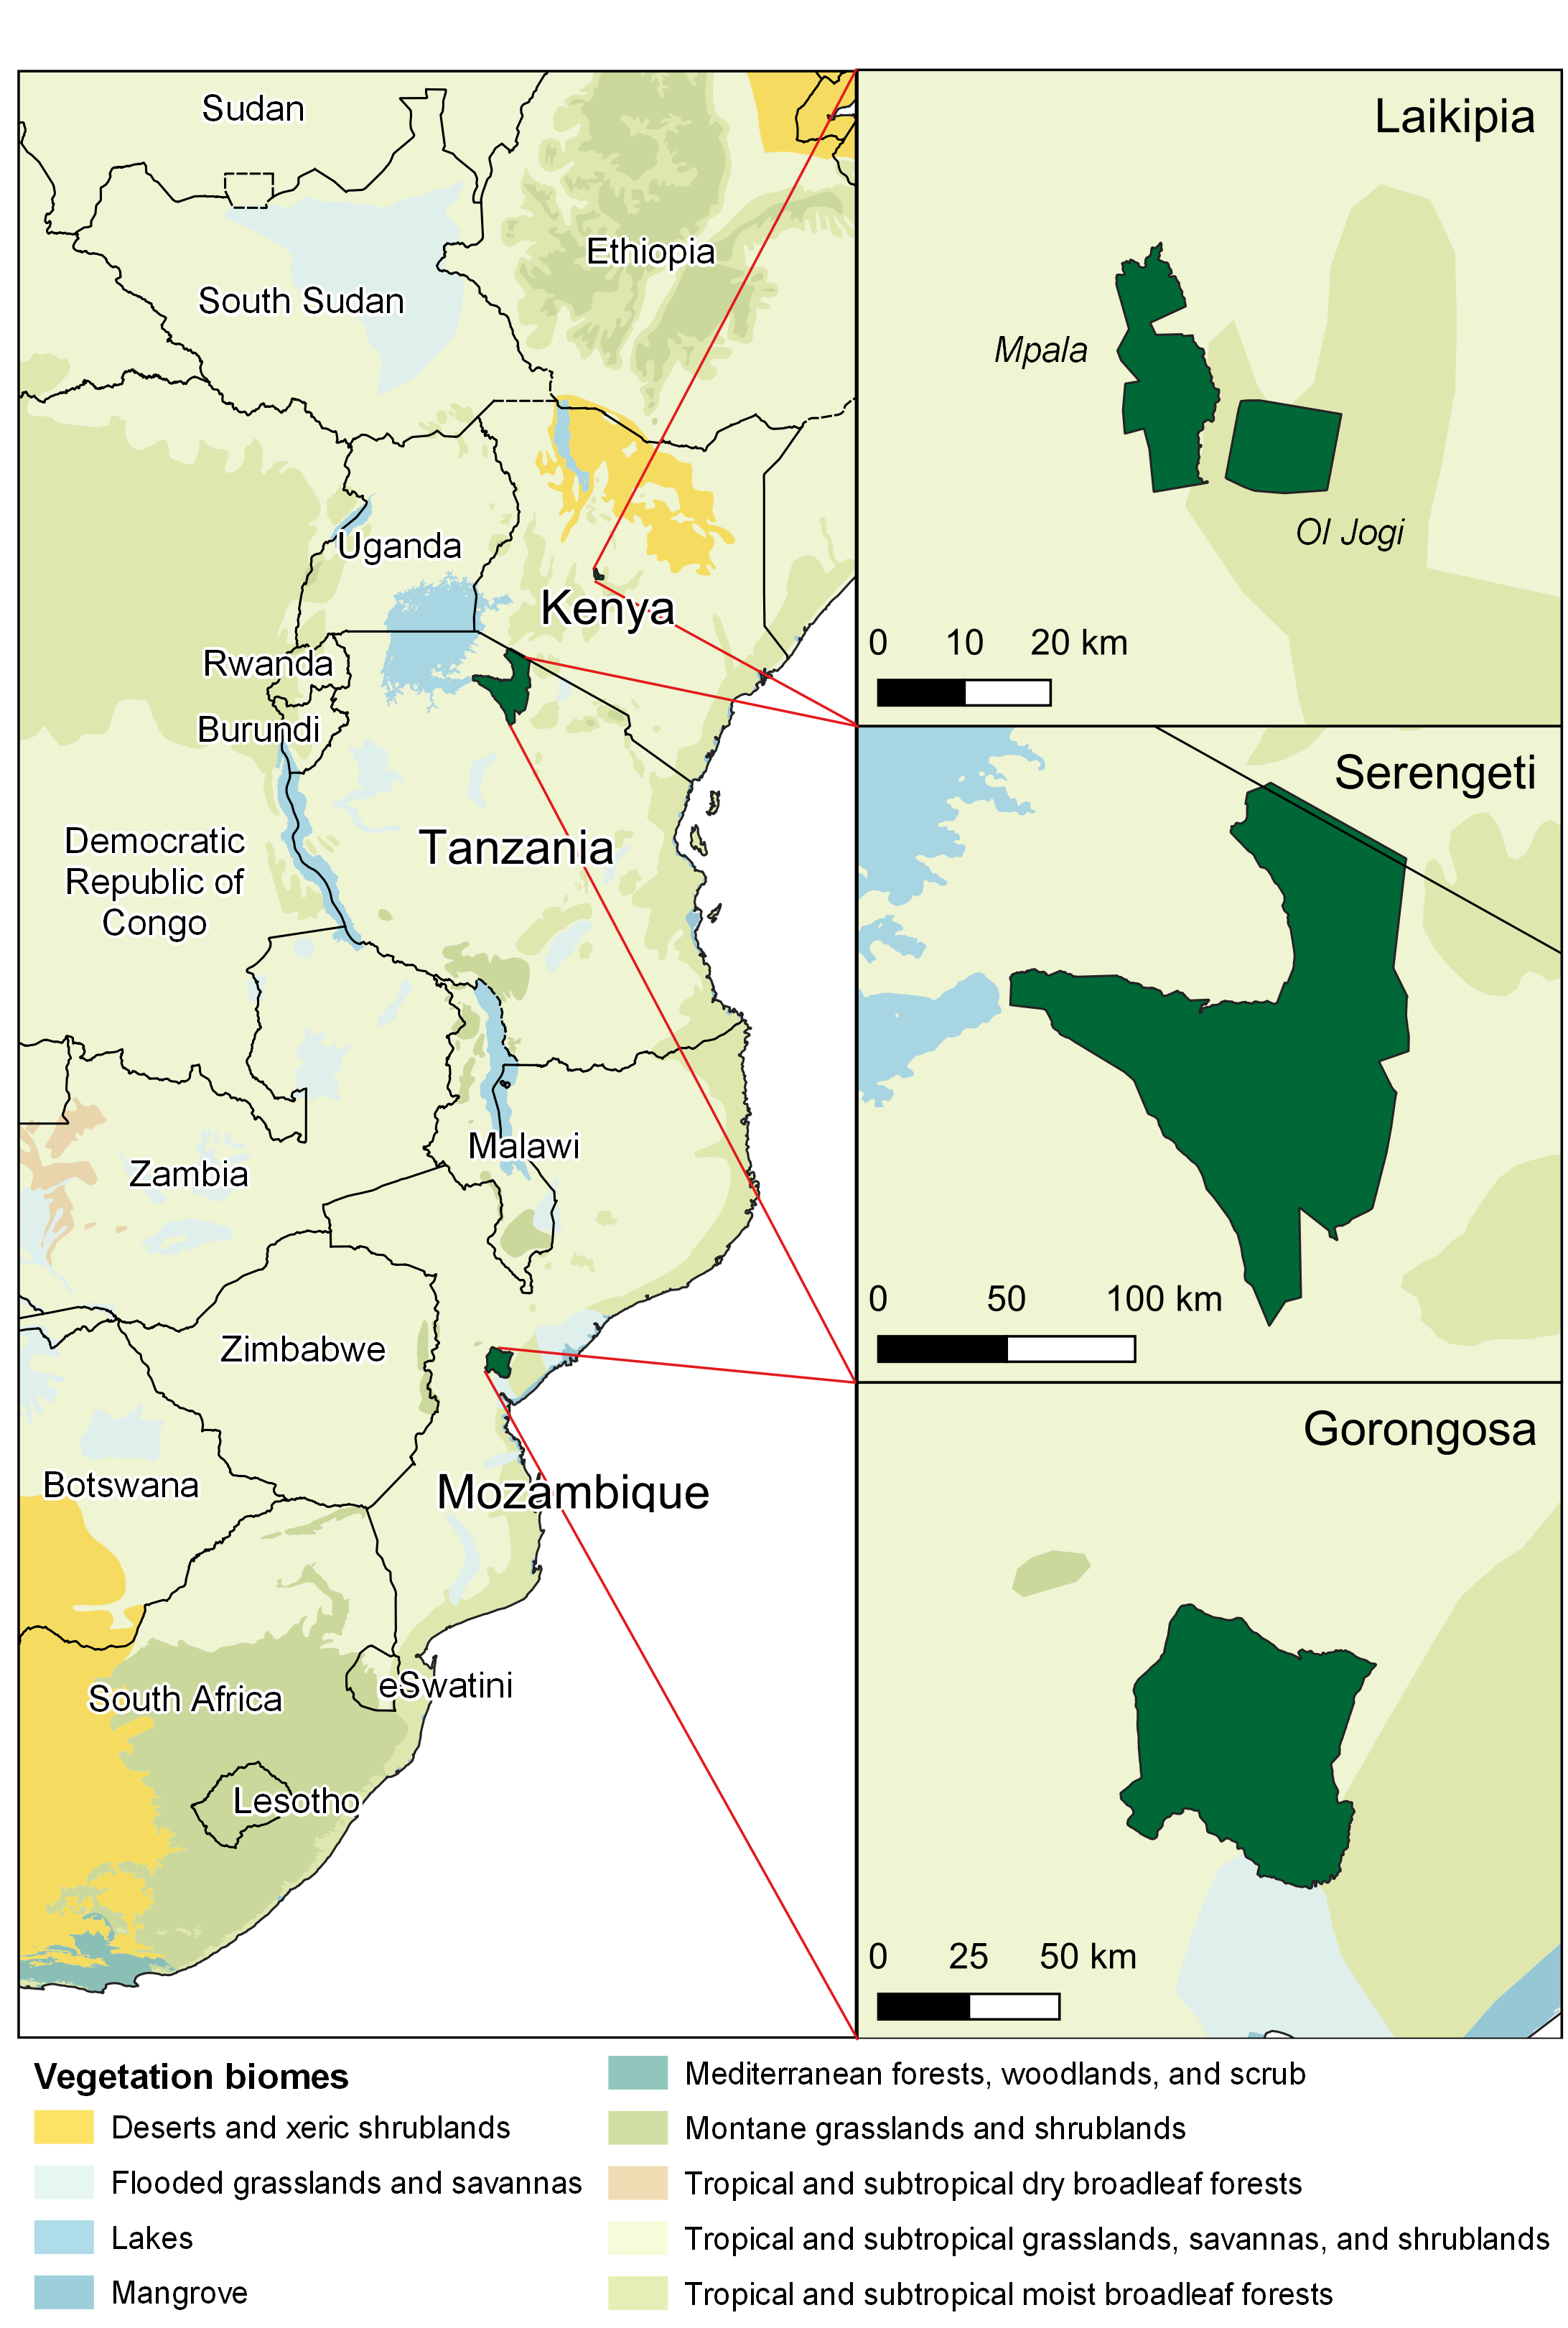 Sudan
South Sudan
Ethiopia
Uganda
Kenya
Rwanda
Burundi
Democratic
Republic of
Congo
Tanzania
Zambia
Malawi
Zimbabwe
Botswana
Mozambique
South Africa
eSwatini
Lesotho
Laikipia
Mpala
Ol Jogi
0 10 20 km
Serengeti
0 50 100 km
Gorongosa
0 25 50 km
Vegetation biomes
Deserts and xeric shrublands
Flooded grasslands and savannas
Lakes
Mangrove
Mediterranean forests, woodlands, and scrub
Montane grasslands and shrublands
Tropical and subtropical dry broadleaf forests
Tropical and subtropical grasslands, savannas, and shrublands
Tropical and subtropical moist broadleaf forests